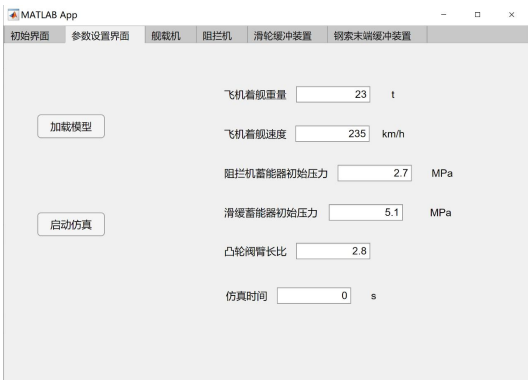 MATLAB App
初始界面 参数设置界面 舰载机 阻拦机 滑轮缓冲装置 钢索末端缓冲装置
飞机着舰重量 23 t
加载模型
飞机着舰速度 235 km/h
阻拦机蓄能器初始压力 2.7 MPa
滑缓蓄能器初始压力 5.1 MPa
启动仿真
凸轮阀臂长比 2.8
仿真时间 0 s